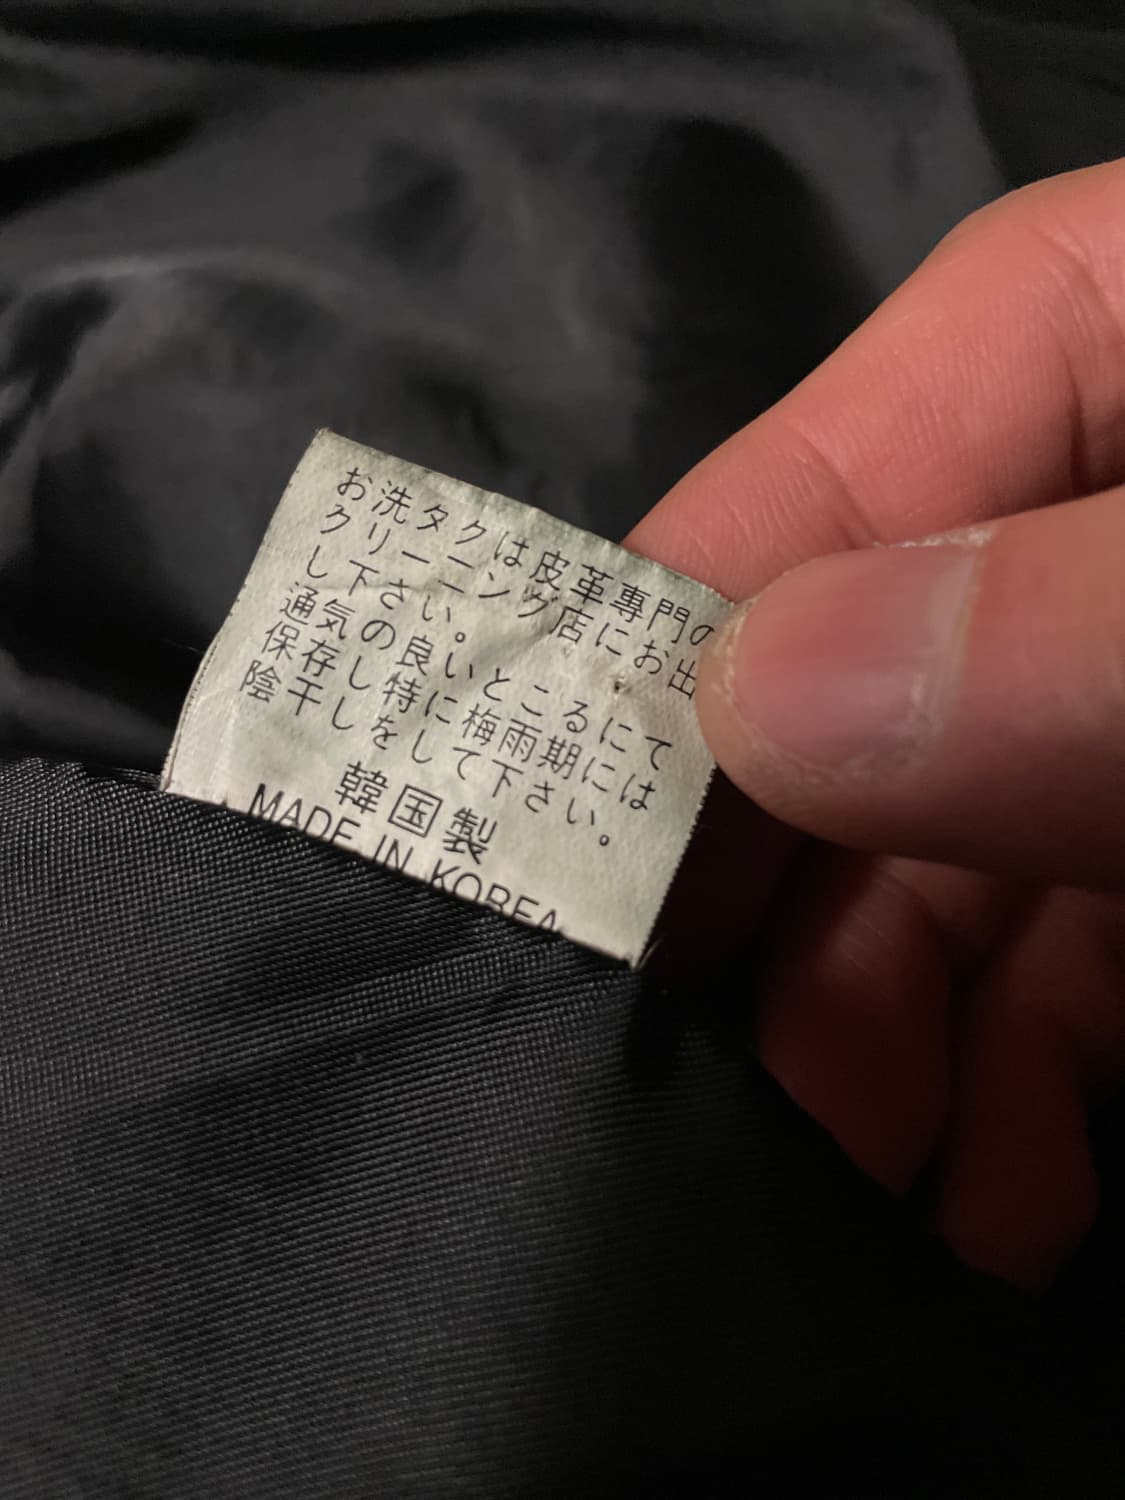 お洗タクは皮革專門の
クリーニング店にお出
し下さい。
通気の良いところにて
保存し特に梅雨期には
陰干しをして下さい。
韓国製
MADE IN KOREA